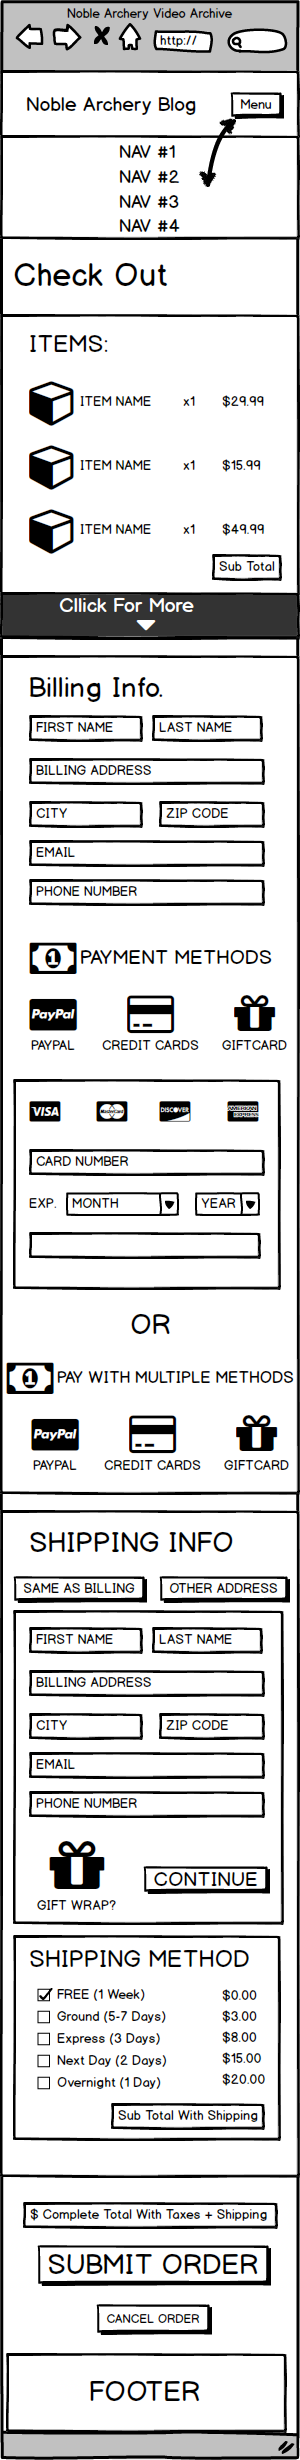 Noble Archery Video Archive
http://
Noble Archery Blog
Menu
NAV #1
NAV #2
NAV #3
NAV #4
Check Out
ITEMS:
ITEM NAME x1 $29.99
ITEM NAME x1 $15.99
ITEM NAME x1 $49.99
Sub Total
Cllick For More
Billing Info.
FIRST NAME LAST NAME
BILLING ADDRESS
CITY ZIP CODE
EMAIL
PHONE NUMBER
1 PAYMENT METHODS
PayPal
PAYPAL CREDIT CARDS GIFTCARD
VISA MasterCard DISCOVER AMERICAN EXPRESS
CARD NUMBER
EXP. MONTH YEAR
OR
1 PAY WITH MULTIPLE METHODS
PayPal
PAYPAL CREDIT CARDS GIFTCARD
SHIPPING INFO
SAME AS BILLING OTHER ADDRESS
FIRST NAME LAST NAME
BILLING ADDRESS
CITY ZIP CODE
EMAIL
PHONE NUMBER
CONTINUE
GIFT WRAP?
SHIPPING METHOD
FREE (1 Week) $0.00
Ground (5-7 Days) $3.00
Express (3 Days) $8.00
Next Day (2 Days) $15.00
Overnight (1 Day) $20.00
Sub Total With Shipping
$ Complete Total With Taxes + Shipping
SUBMIT ORDER
CANCEL ORDER
FOOTER